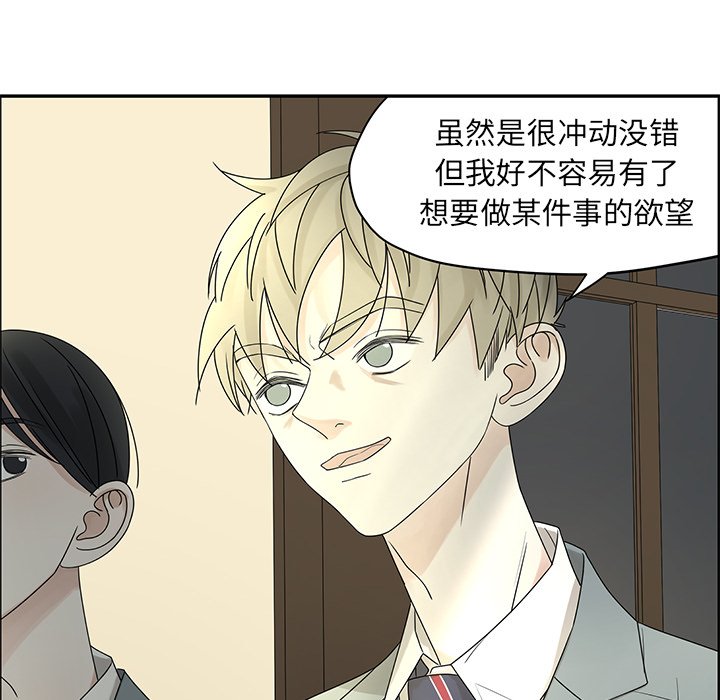 虽然是很冲动没错
但我好不容易有了
想要做某件事的欲望